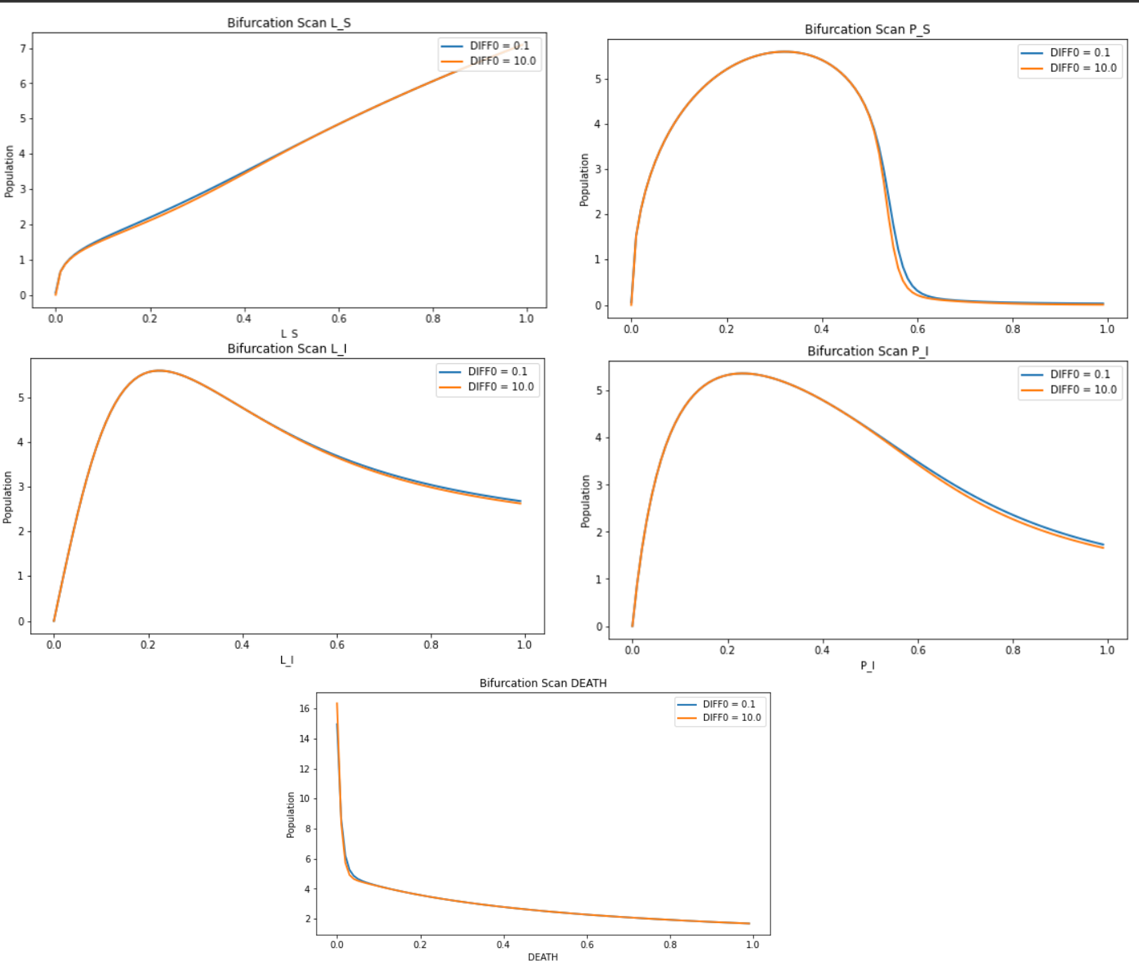 Bifurcation Scan L_S
Population
7
6
5
4
3
2
1
0
DIFF0 = 0.1
DIFF0 = 10.0
0.0 0.2 0.4 0.6 0.8 1.0
L_S
Bifurcation Scan P_S
Population
5
4
3
2
1
0
DIFF0 = 0.1
DIFF0 = 10.0
0.0 0.2 0.4 0.6 0.8 1.0
Bifurcation Scan L_I
Population
5
4
3
2
1
0
DIFF0 = 0.1
DIFF0 = 10.0
0.0 0.2 0.4 0.6 0.8 1.0
L_I
Bifurcation Scan P_I
Population
5
4
3
2
1
0
DIFF0 = 0.1
DIFF0 = 10.0
0.0 0.2 0.4 0.6 0.8 1.0
P_I
Bifurcation Scan DEATH
Population
16
14
12
10
8
6
4
2
DIFF0 = 0.1
DIFF0 = 10.0
0.0 0.2 0.4 0.6 0.8 1.0
DEATH